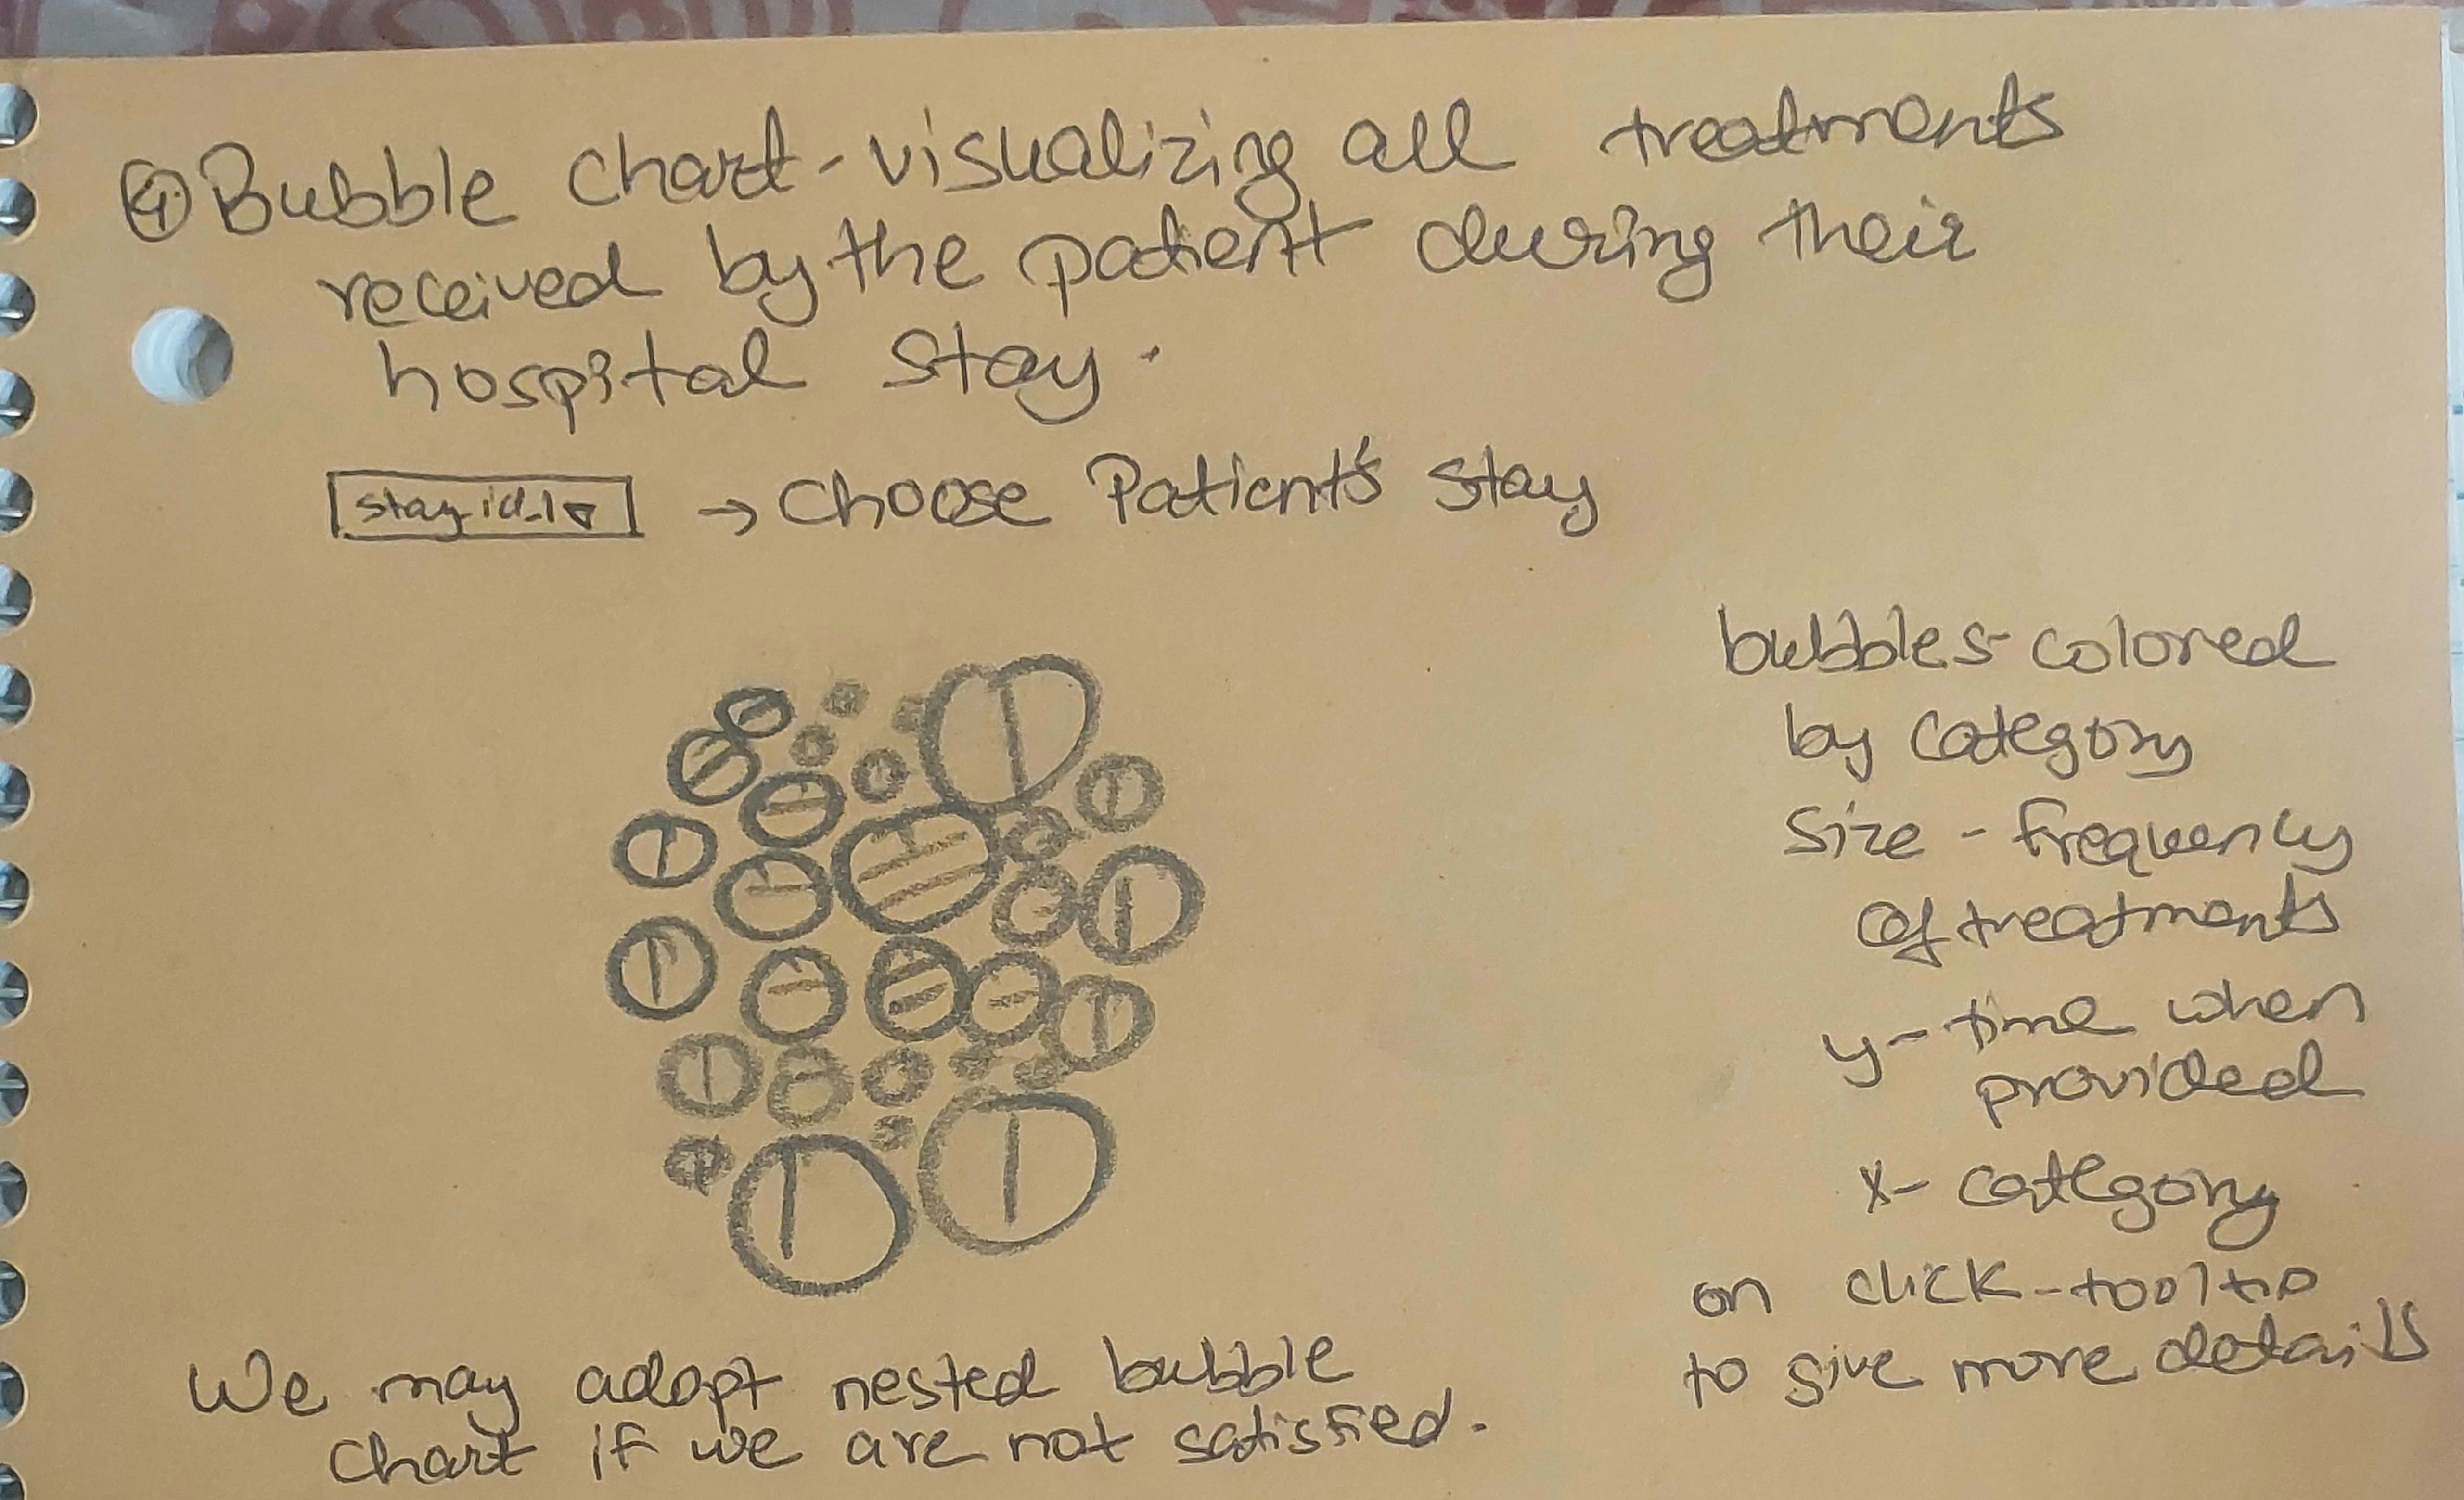 ④ Bubble chart - visualizing all treatments
received by the patient during their
hospital stay.
stay_id_1 ▾ → Choose Patient's stay
bubbles - colored
by category
size - frequency
of treatments
y - time when
provided
x - category
on click - tooltip
to give more details
We may adopt nested bubble
chart if we are not satisfied.